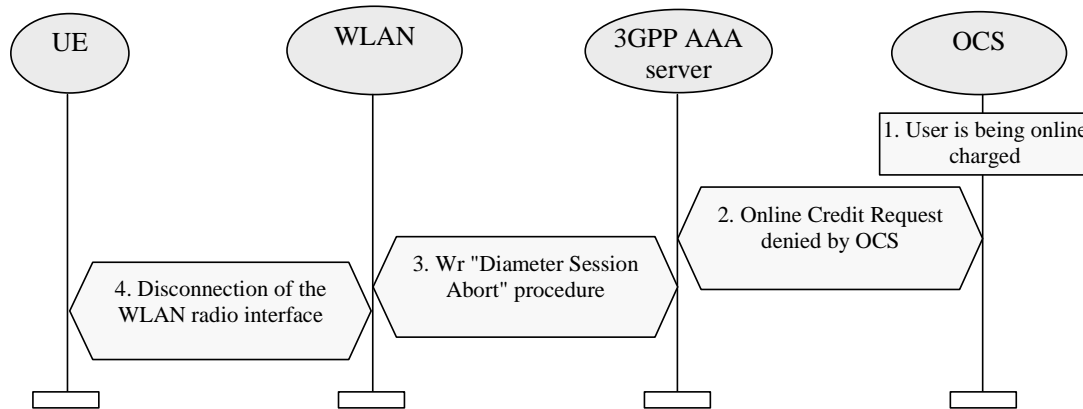 UE
WLAN
3GPP AAA
server
OCS
1. User is being online
charged
2. Online Credit Request
denied by OCS
3. Wr "Diameter Session
Abort" procedure
4. Disconnection of the
WLAN radio interface